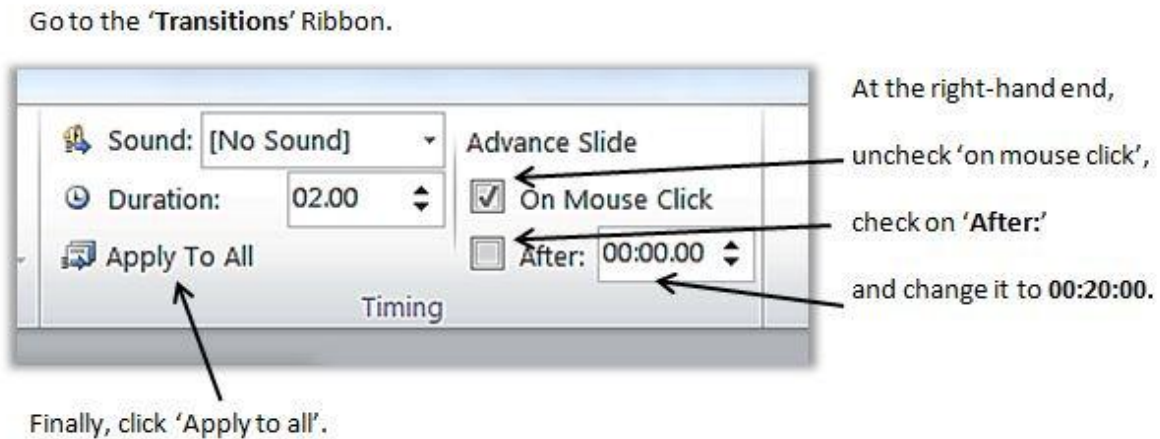 Go to the ‘Transitions’ Ribbon.
Sound: [No Sound]
Duration: 02.00
Apply To All
Timing
Advance Slide
On Mouse Click
After: 00:00.00
At the right-hand end,
uncheck ‘on mouse click’,
check on ‘After:’
and change it to 00:20:00.
Finally, click ‘Apply to all’.